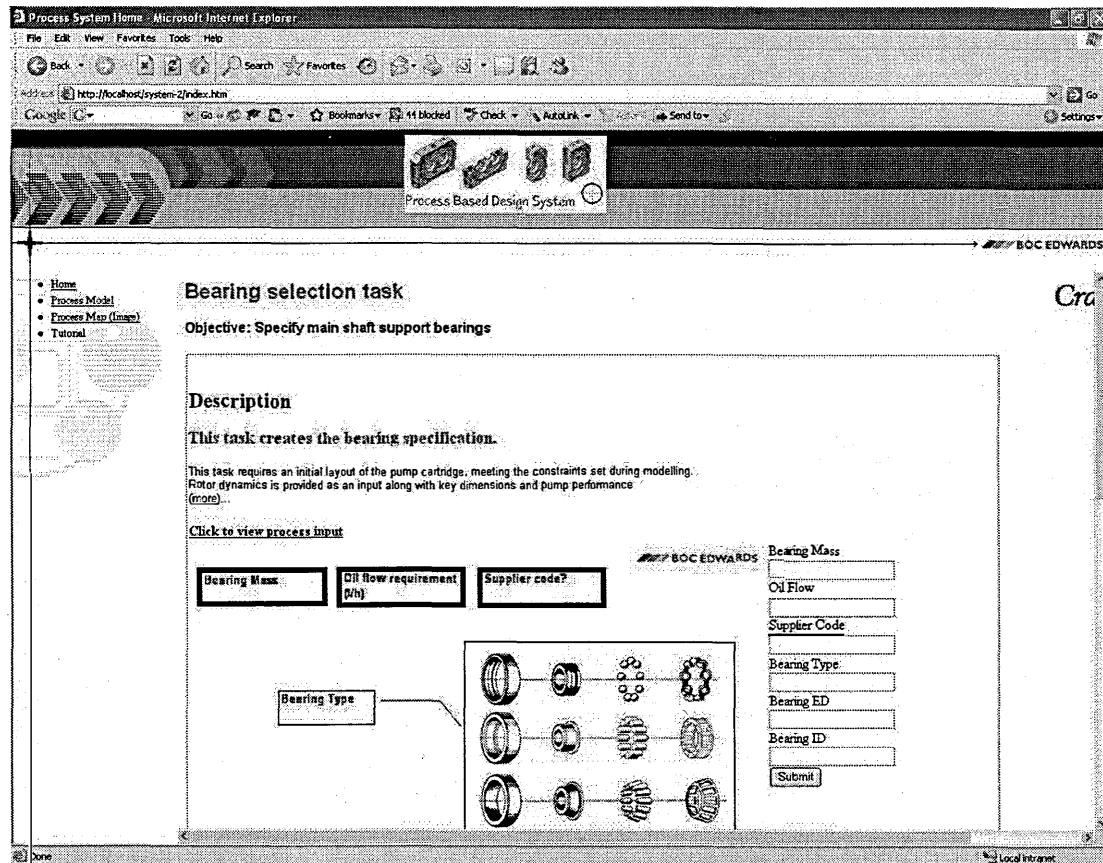 Process System Home - Microsoft Internet Explorer
File Edit View Favorites Tools Help
Back Search Favorites
Address http://localhost/system-2/index.htm Go
Google Go Bookmarks 44 blocked Check AutoLink Send to Settings
Process Based Design System
BOC EDWARDS
Home
Process Model
Process Map (Image)
Tutorial
Bearing selection task
Cra
Objective: Specify main shaft support bearings
Description
This task creates the bearing specification.
This task requires an initial layout of the pump cartridge, meeting the constraints set during modelling.
Rotor dynamics is provided as an input along with key dimensions and pump performance
(more)...
Click to view process input
Bearing Mass
Oil flow requirement
(l/h)
Supplier code?
BOC EDWARDS
Bearing Type
Bearing Mass
Oil Flow
Supplier Code
Bearing Type
Bearing ED
Bearing ID
Submit
Done
Local intranet